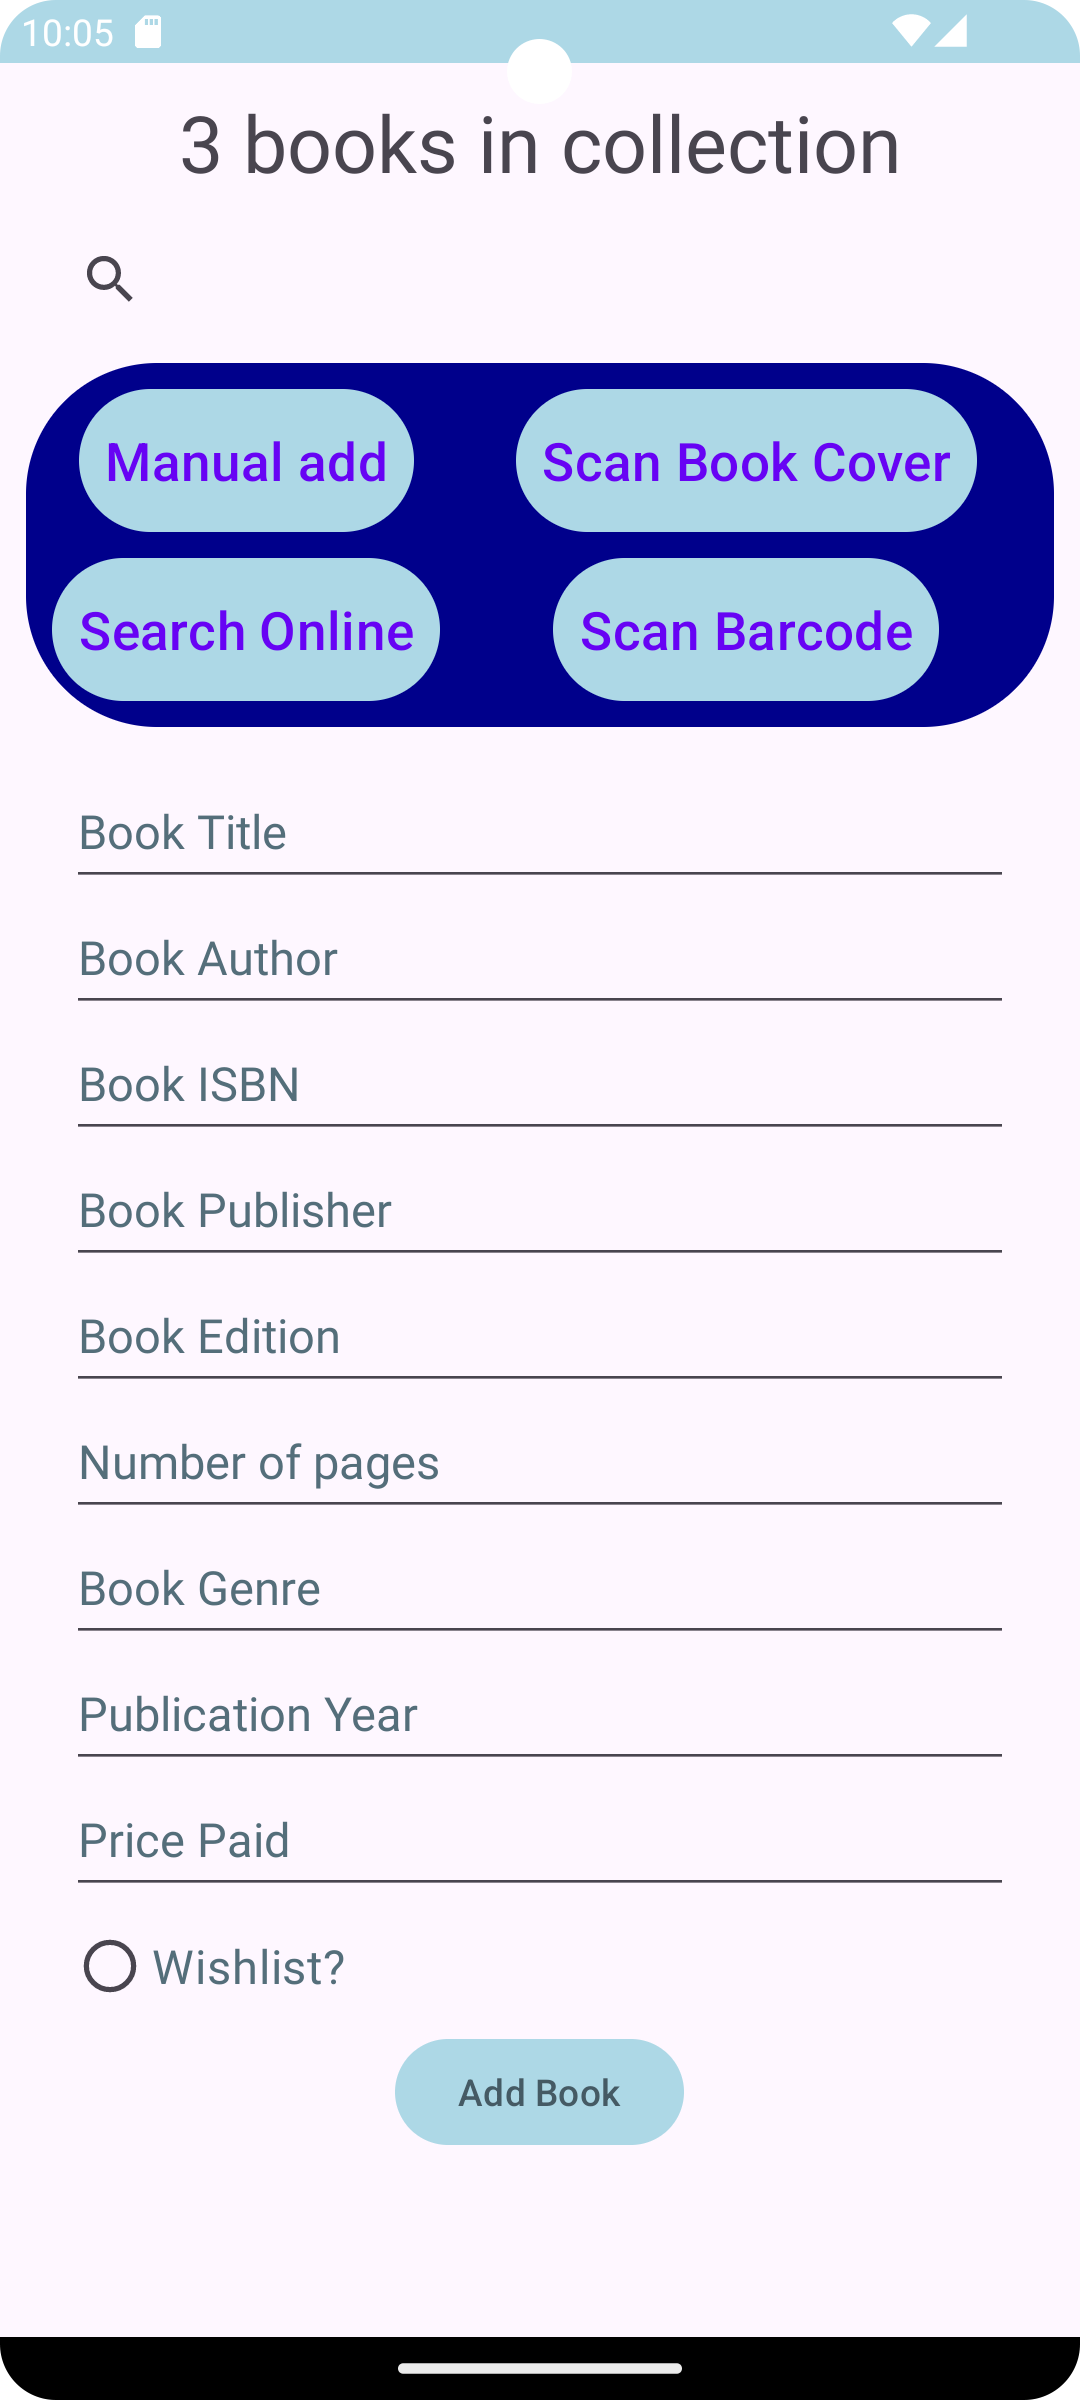 10:05
3 books in collection
Manual add
Scan Book Cover
Search Online
Scan Barcode
Book Title
Book Author
Book ISBN
Book Publisher
Book Edition
Number of pages
Book Genre
Publication Year
Price Paid
Wishlist?
Add Book